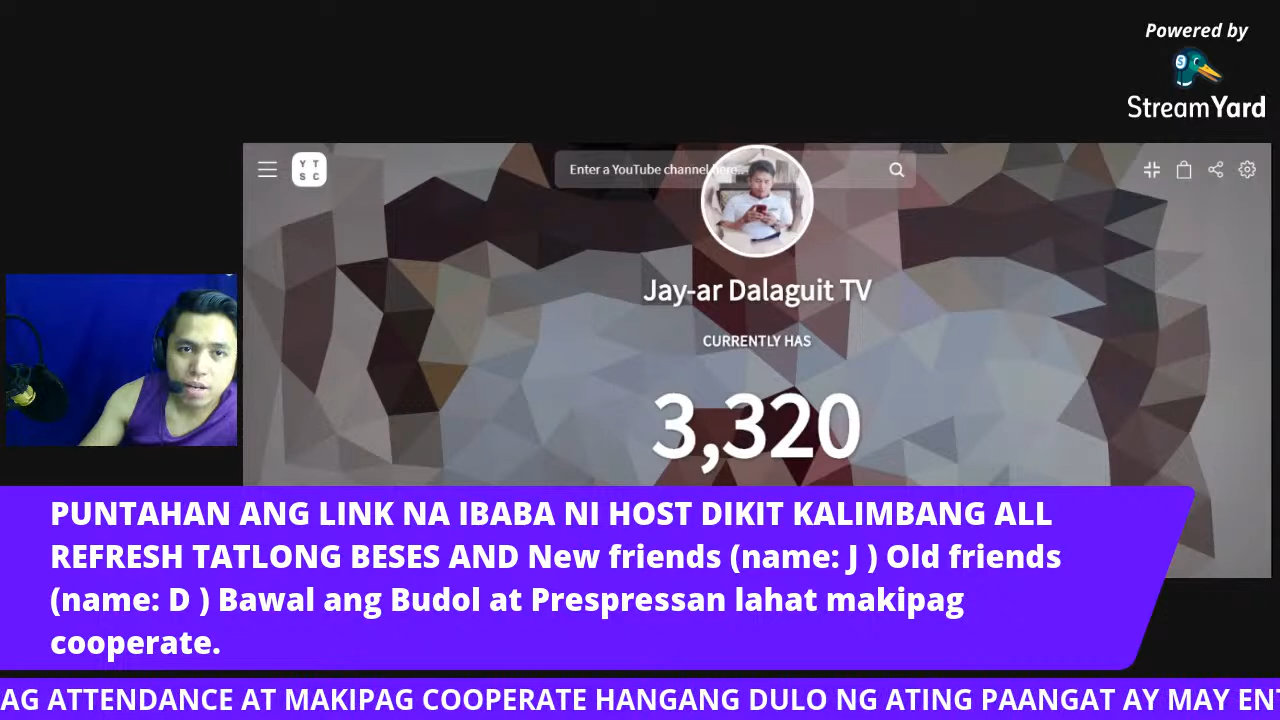 Powered by
StreamYard
Y T
S C
Enter a YouTube channel here...
Jay-ar Dalaguit TV
CURRENTLY HAS
3,320
PUNTAHAN ANG LINK NA IBABA NI HOST DIKIT KALIMBANG ALL
REFRESH TATLONG BESES AND New friends (name: J ) Old friends
(name: D ) Bawal ang Budol at Prespressan lahat makipag
cooperate.
AG ATTENDANCE AT MAKIPAG COOPERATE HANGANG DULO NG ATING PAANGAT AY MAY ENT